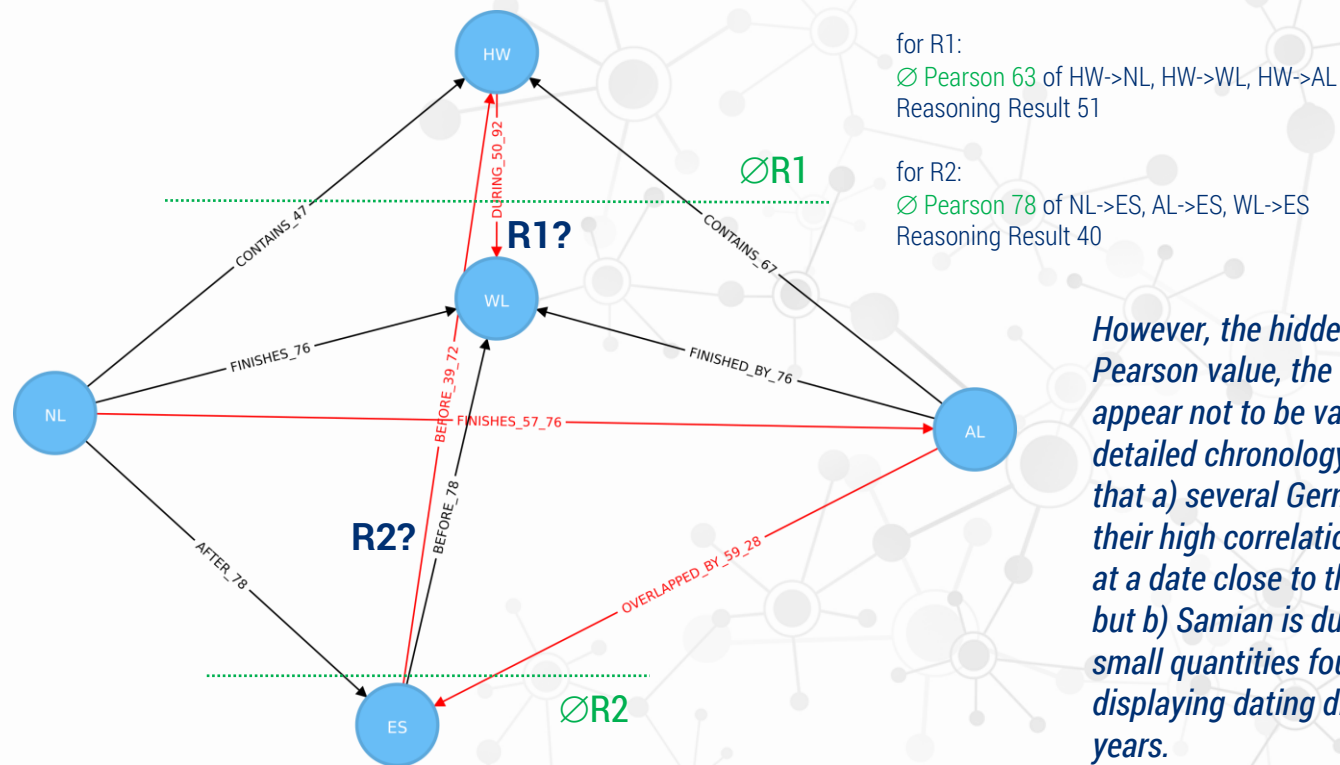 HW
for R1:
∅ Pearson 63 of HW->NL, HW->WL, HW->AL
Reasoning Result 51
for R2:
∅ Pearson 78 of NL->ES, AL->ES, WL->ES
Reasoning Result 40
DURING_50_92
∅R1
CONTAINS_47
CONTAINS_67
R1?
WL
FINISHES_76
FINISHED_BY_76
BEFORE_39_72
NL
FINISHES_57_76
AL
BEFORE_78
R2?
AFTER_78
OVERLAPPED_BY_59_28
∅R2
ES
However, the hidde
Pearson value, the
appear not to be va
detailed chronology
that a) several Gern
their high correlatio
at a date close to th
but b) Samian is du
small quantities fou
displaying dating d
years.